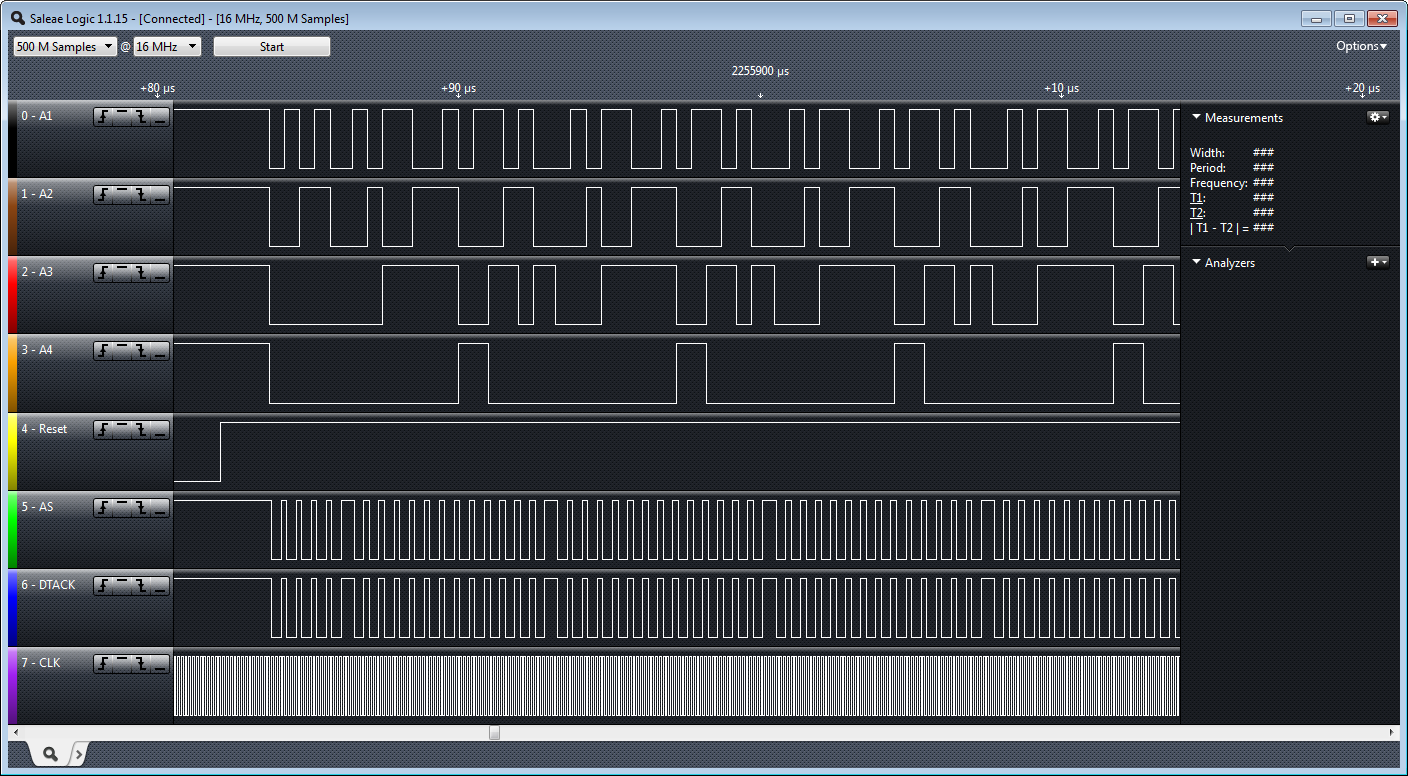 Saleae Logic 1.1.15 - [Connected] - [16 MHz, 500 M Samples]
500 M Samples @ 16 MHz Start Options
2255900 µs
+80 µs +90 µs +10 µs +20 µs
0 - A1
1 - A2
2 - A3
3 - A4
4 - Reset
5 - AS
6 - DTACK
7 - CLK
Measurements
Width: ###
Period: ###
Frequency: ###
T1: ###
T2: ###
| T1 - T2 | = ###
Analyzers